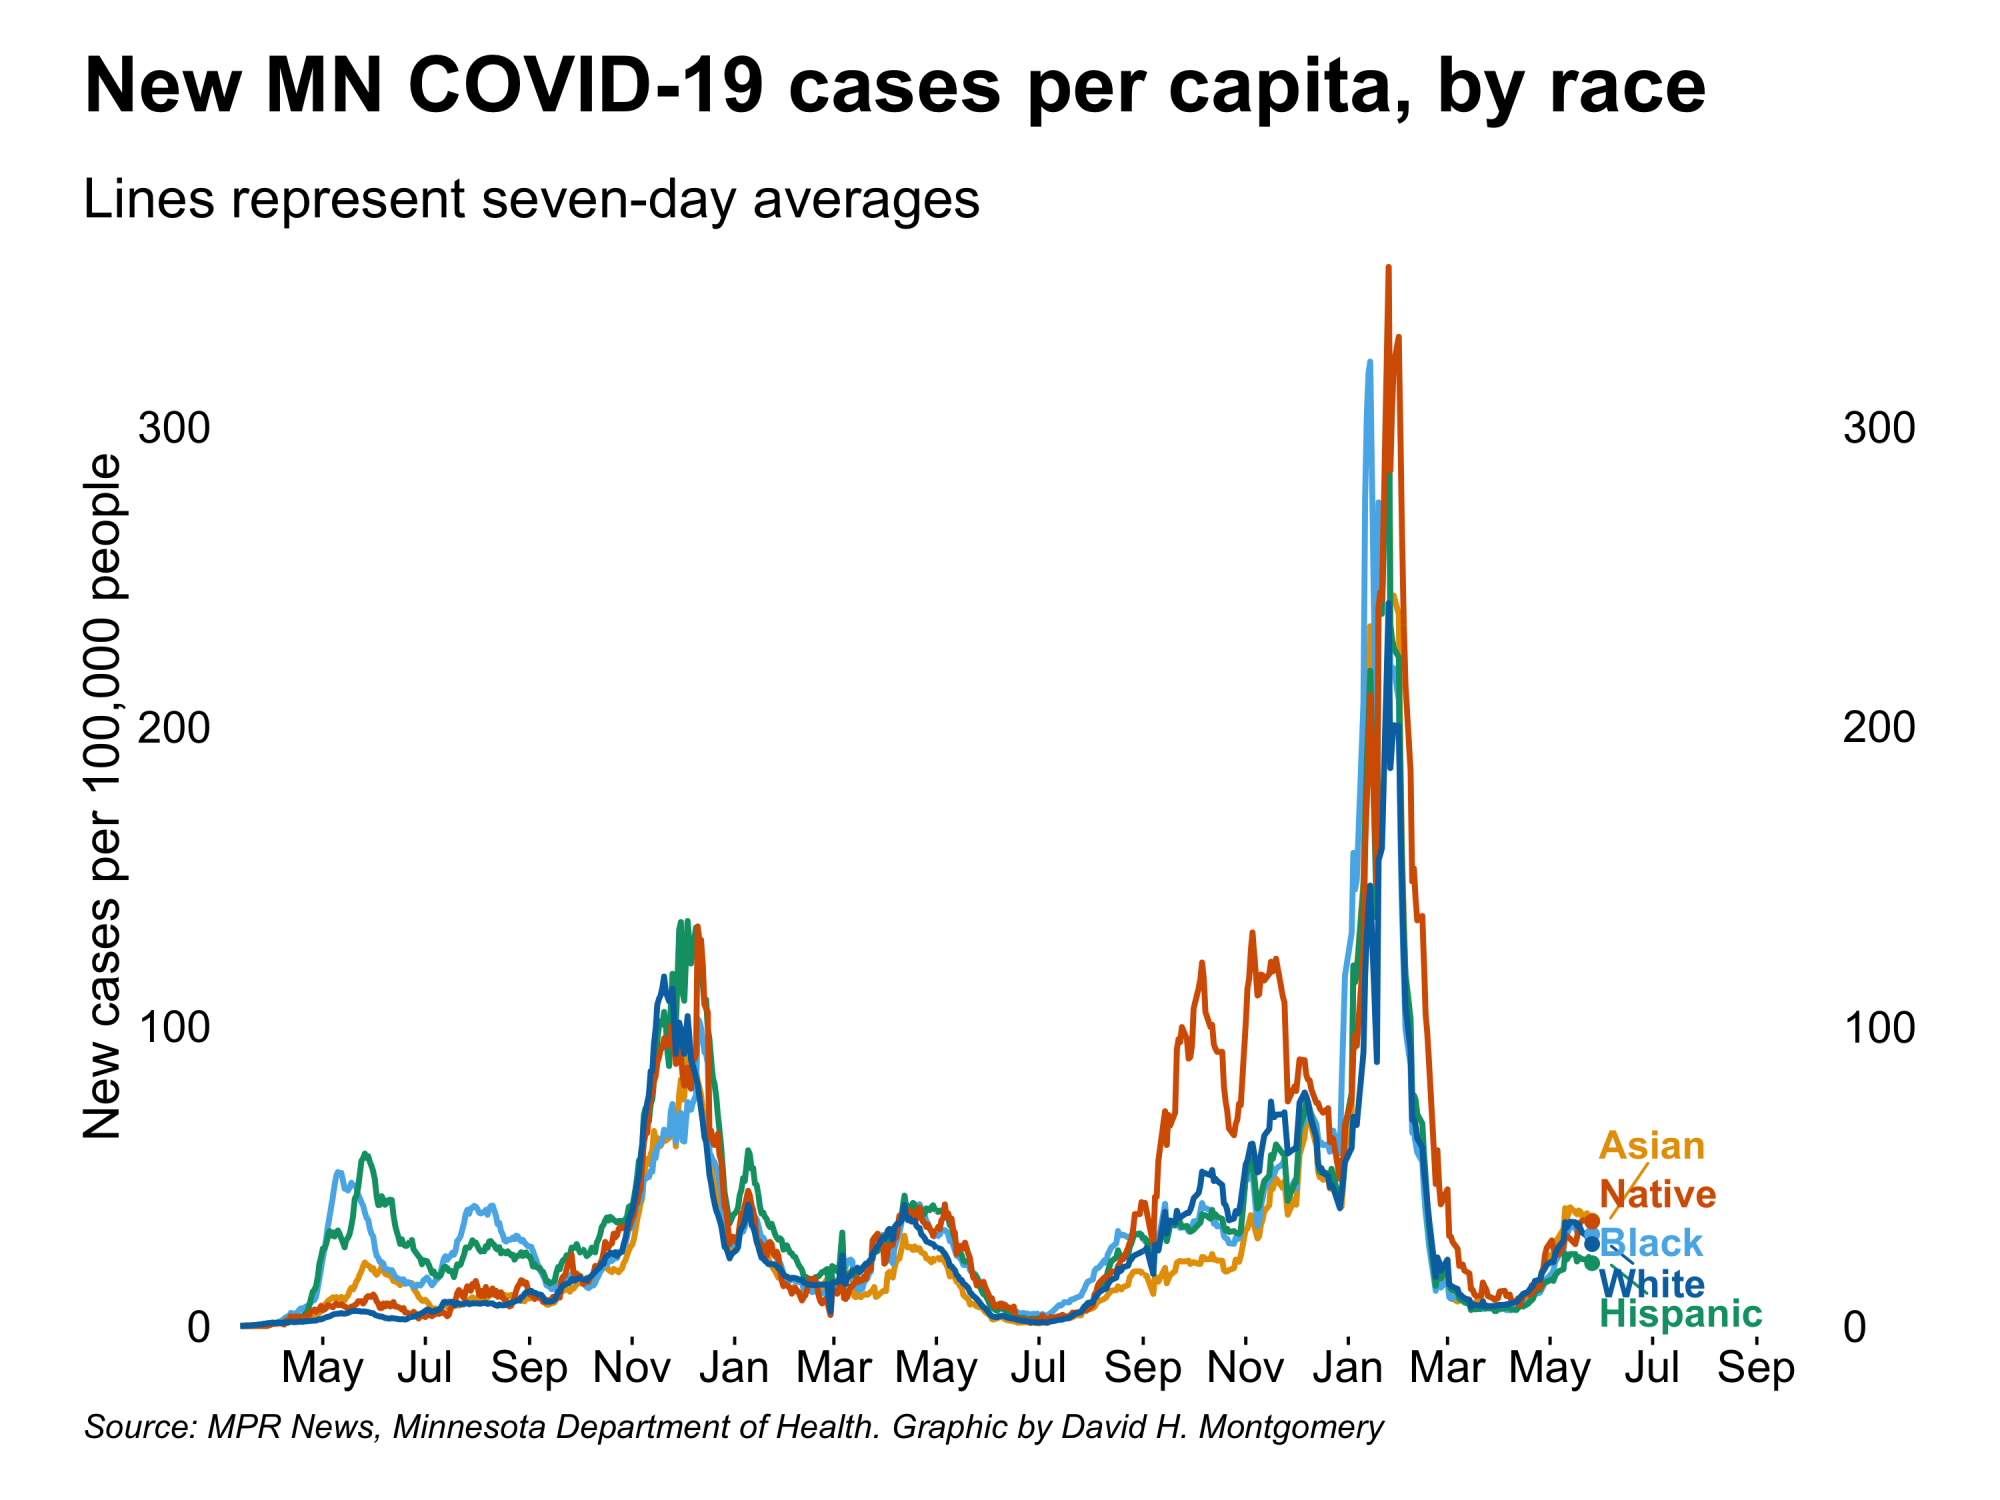 New MN COVID-19 cases per capita, by race
Lines represent seven-day averages
New cases per 100,000 people
300
200
100
0
300
200
100
0
Asian
Native
Black
White
Hispanic
May Jul Sep Nov Jan Mar May Jul Sep Nov Jan Mar May Jul Sep
Source: MPR News, Minnesota Department of Health. Graphic by David H. Montgomery